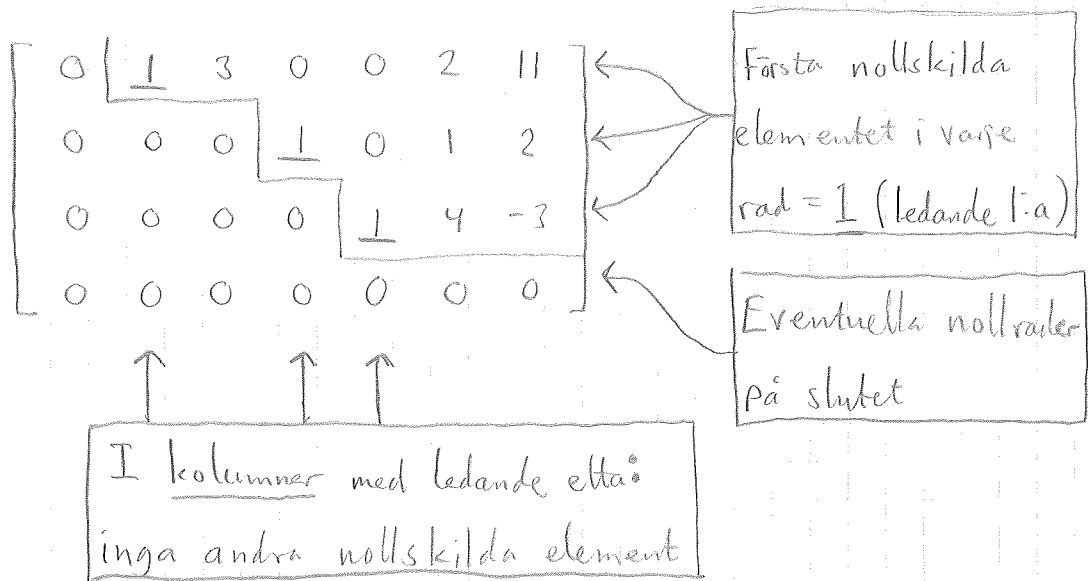 0 1 3 0 0 2 11
0 0 0 1 0 1 2
0 0 0 0 1 4 -3
0 0 0 0 0 0 0
Första nollskilda
elementet i varje
rad = 1 (ledande 1:a)
Eventuella nollrader
på slutet
I kolumner med ledande etta:
inga andra nollskilda element